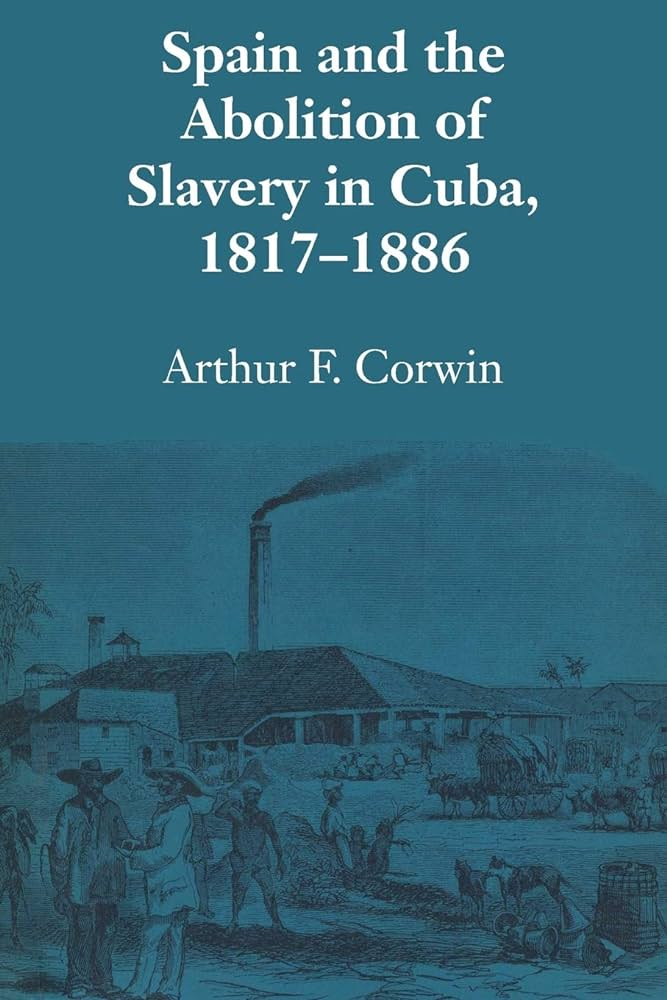 Spain and the
Abolition of
Slavery in Cuba,
1817–1886
Arthur F. Corwin